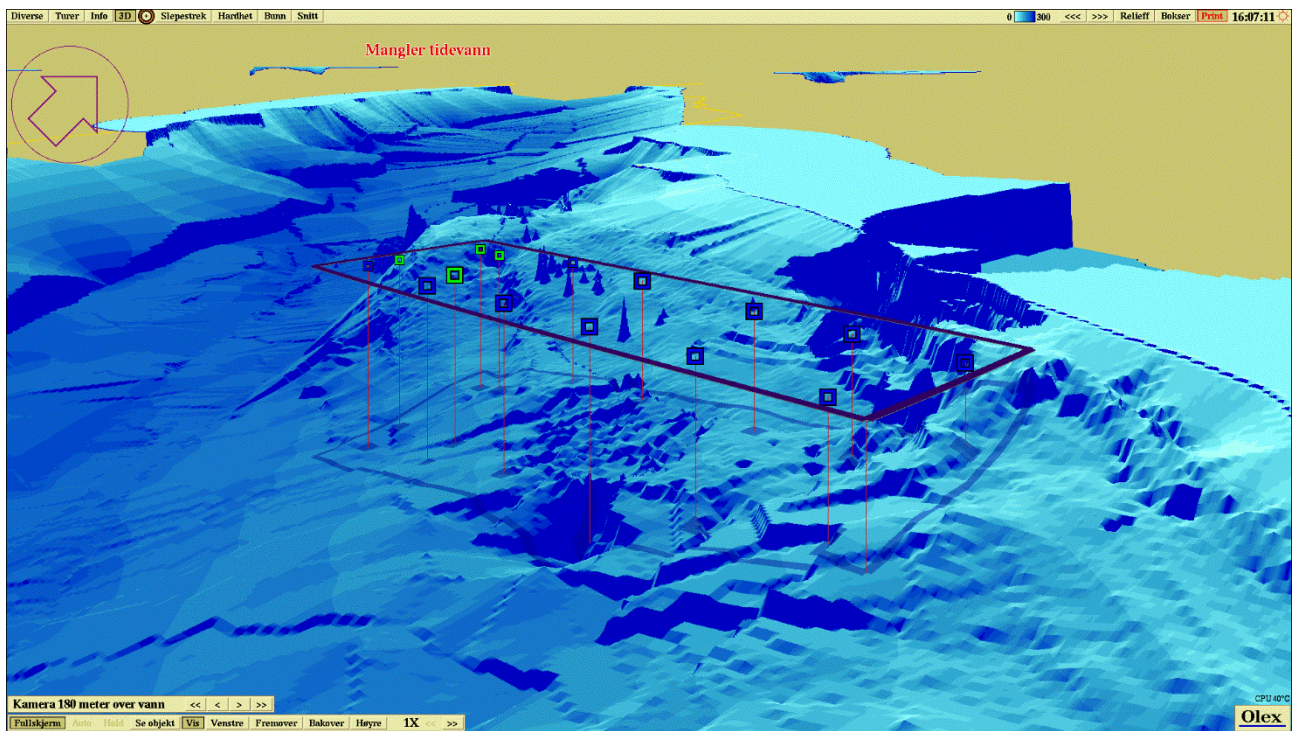 Diverse Turer Info 3D Slepestrek Hardhet Bunn Snitt 0 300 <<< >>> Relieff Bokser Print 16:07:11
Mangler tidevann
Kamera 180 meter over vann << < > >>
CPU 40°C
Fullskjerm Auto Hold Se objekt Vis Venstre Fremover Bakover Høyre 1X << >>
Olex